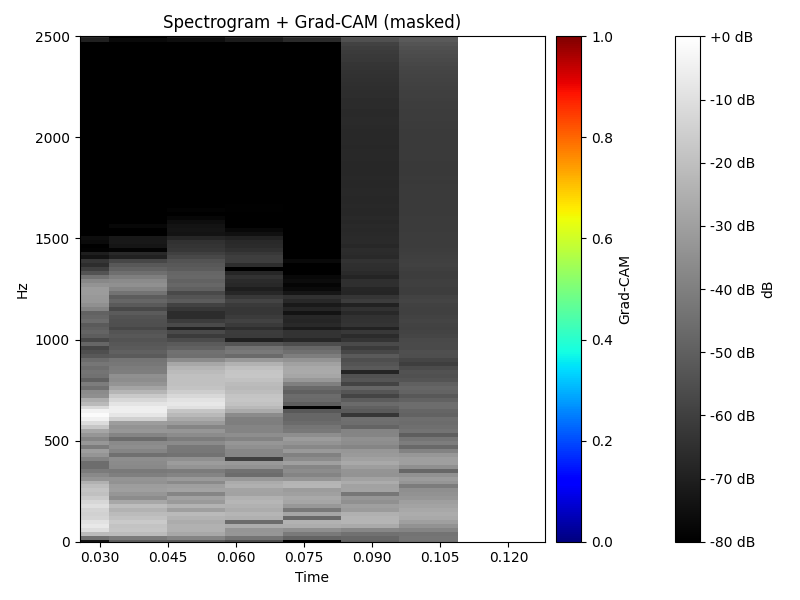 Spectrogram + Grad-CAM (masked)
2500
2000
1500
1000
500
0
Hz
0.030
0.045
0.060
0.075
0.090
0.105
0.120
Time
1.0
0.8
0.6
0.4
0.2
0.0
Grad-CAM
+0 dB
-10 dB
-20 dB
-30 dB
-40 dB
-50 dB
-60 dB
-70 dB
-80 dB
dB